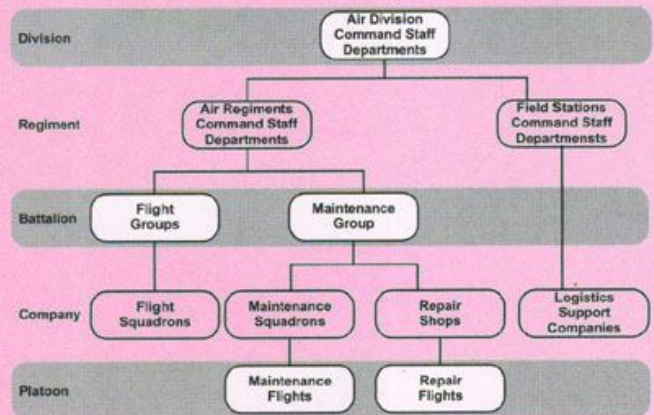 Division
Air Division
Command Staff
Departments
Regiment
Air Regiments
Command Staff
Departments
Field Stations
Command Staff
Departmensts
Battalion
Flight
Groups
Maintenance
Group
Company
Flight
Squadrons
Maintenance
Squadrons
Repair
Shops
Logistics
Support
Companies
Platoon
Maintenance
Flights
Repair
Flights